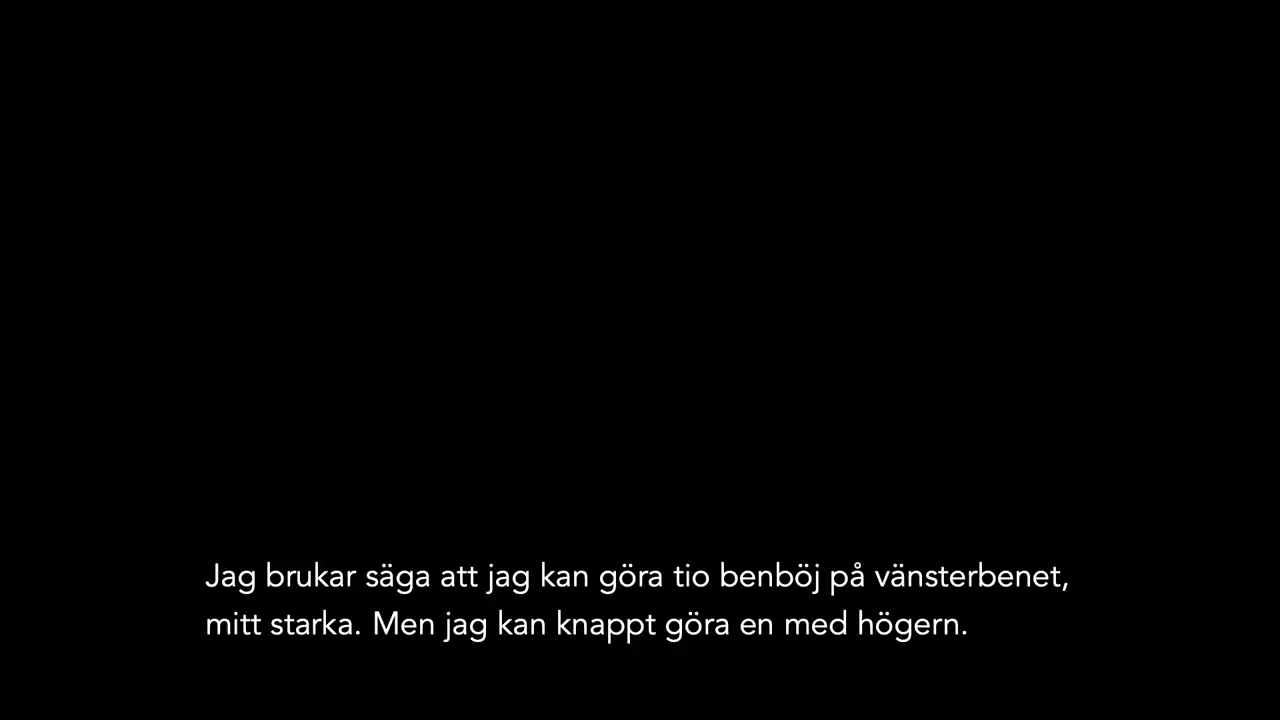 Jag brukar säga att jag kan göra tio benböj på vänsterbenet,
mitt starka. Men jag kan knappt göra en med högern.